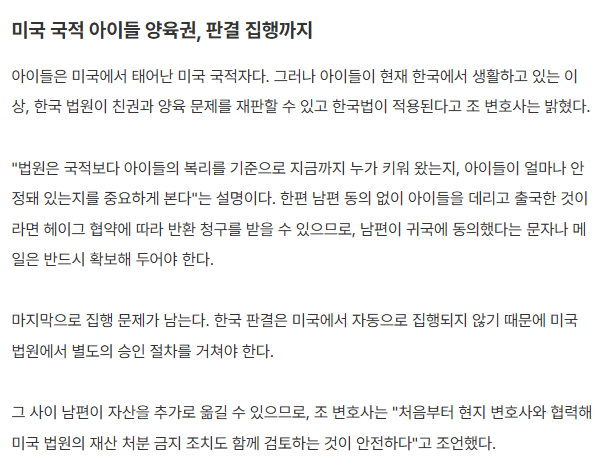 미국 국적 아이들 양육권, 판결 집행까지
아이들은 미국에서 태어난 미국 국적자다. 그러나 아이들이 현재 한국에서 생활하고 있는 이
상, 한국 법원이 친권과 양육 문제를 재판할 수 있고 한국법이 적용된다고 조 변호사는 밝혔다.
"법원은 국적보다 아이들의 복리를 기준으로 지금까지 누가 키워 왔는지, 아이들이 얼마나 안
정돼 있는지를 중요하게 본다"는 설명이다. 한편 남편 동의 없이 아이들을 데리고 출국한 것이
라면 헤이그 협약에 따라 반환 청구를 받을 수 있으므로, 남편이 귀국에 동의했다는 문자나 메
일은 반드시 확보해 두어야 한다.
마지막으로 집행 문제가 남는다. 한국 판결은 미국에서 자동으로 집행되지 않기 때문에 미국
법원에서 별도의 승인 절차를 거쳐야 한다.
그 사이 남편이 자산을 추가로 옮길 수 있으므로, 조 변호사는 "처음부터 현지 변호사와 협력해
미국 법원의 재산 처분 금지 조치도 함께 검토하는 것이 안전하다"고 조언했다.